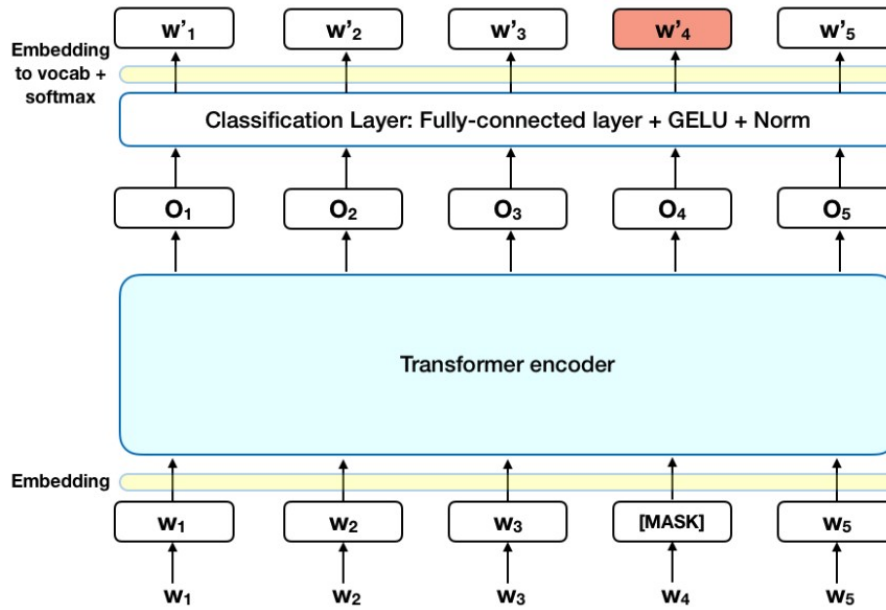 w'₁ w'₂ w'₃ w'₄ w'₅
Embedding
to vocab +
softmax
Classification Layer: Fully-connected layer + GELU + Norm
O₁ O₂ O₃ O₄ O₅
Transformer encoder
Embedding
W₁ W₂ W₃ [MASK] W₅
W₁ W₂ W₃ W₄ W₅